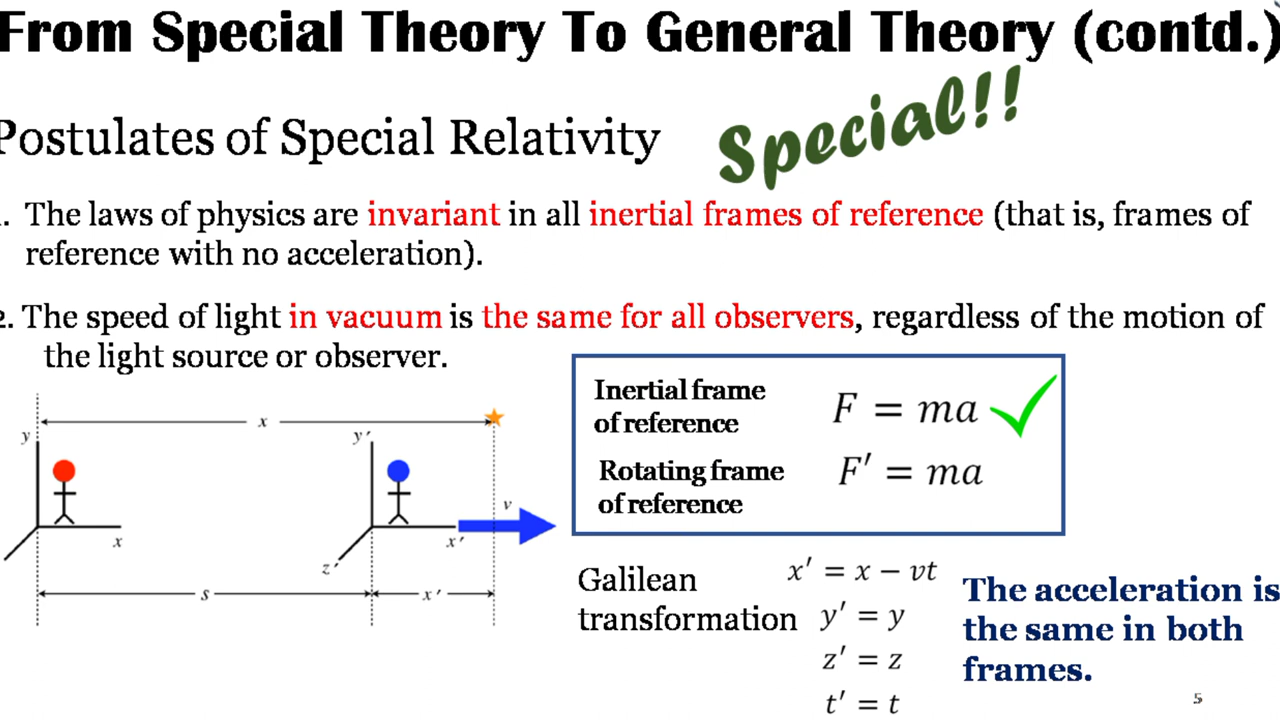 From Special Theory To General Theory (contd.)
Special!!
Postulates of Special Relativity
. The laws of physics are invariant in all inertial frames of reference (that is, frames of
reference with no acceleration).
2. The speed of light in vacuum is the same for all observers, regardless of the motion of
the light source or observer.
Inertial frame
of reference
F = ma
Rotating frame
of reference
F′ = ma
x
y
y′
v
x
x′
z′
s
x′
Galilean
transformation
x′ = x − vt
y′ = y
z′ = z
t′ = t
The acceleration is
the same in both
frames.
5